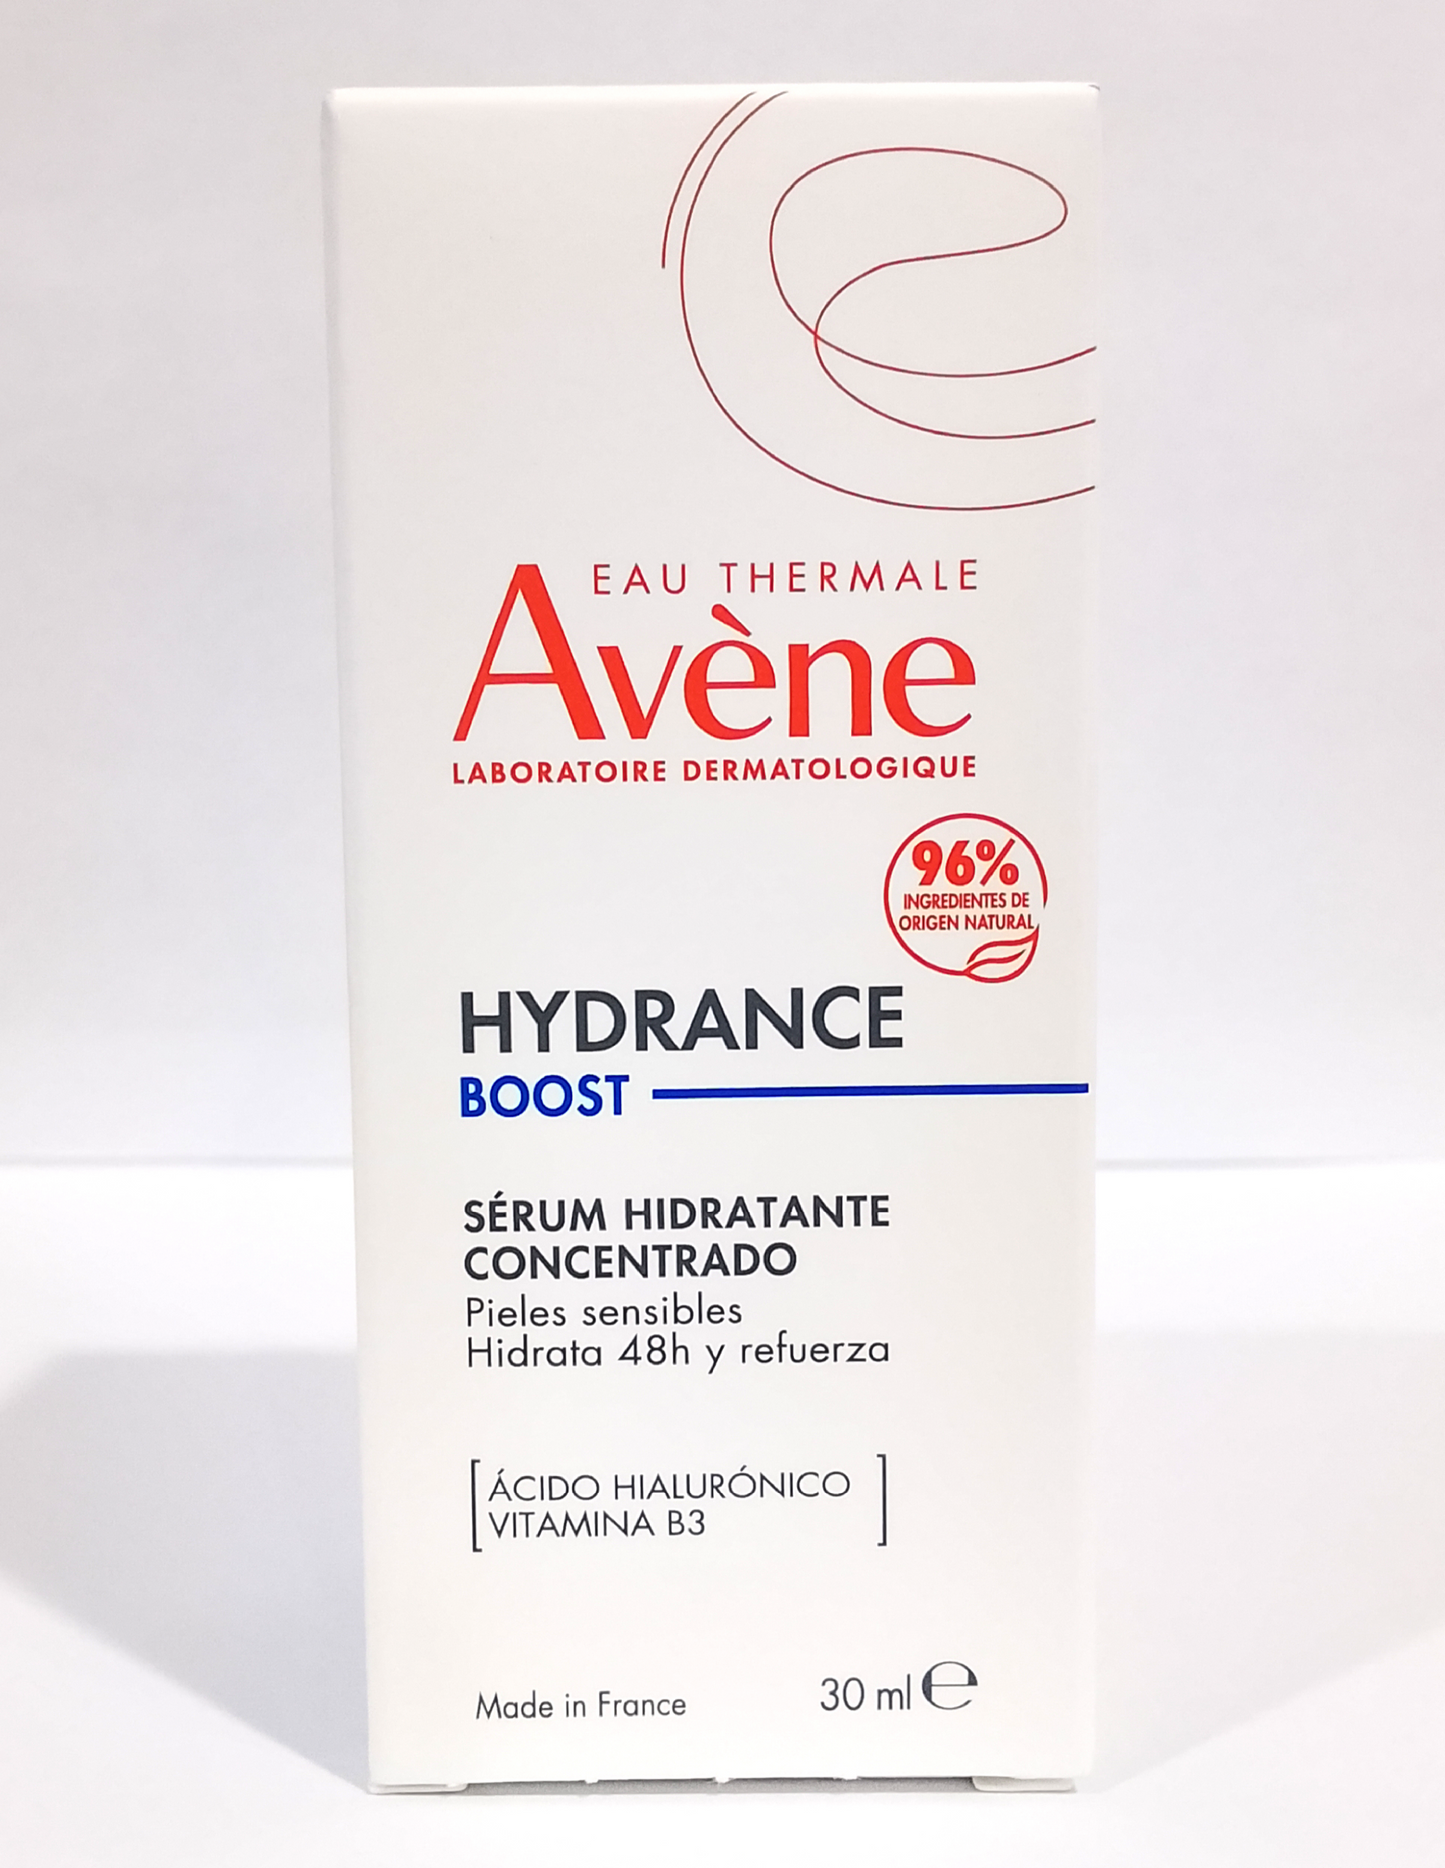 EAU THERMALE
Avène
LABORATOIRE DERMATOLOGIQUE
96%
INGREDIENTES DE
ORIGEN NATURAL
HYDRANCE
BOOST
SÉRUM HIDRATANTE
CONCENTRADO
Pieles sensibles
Hidrata 48h y refuerza
[ÁCIDO HIALURÓNICO
VITAMINA B3]
Made in France
30 ml ℮